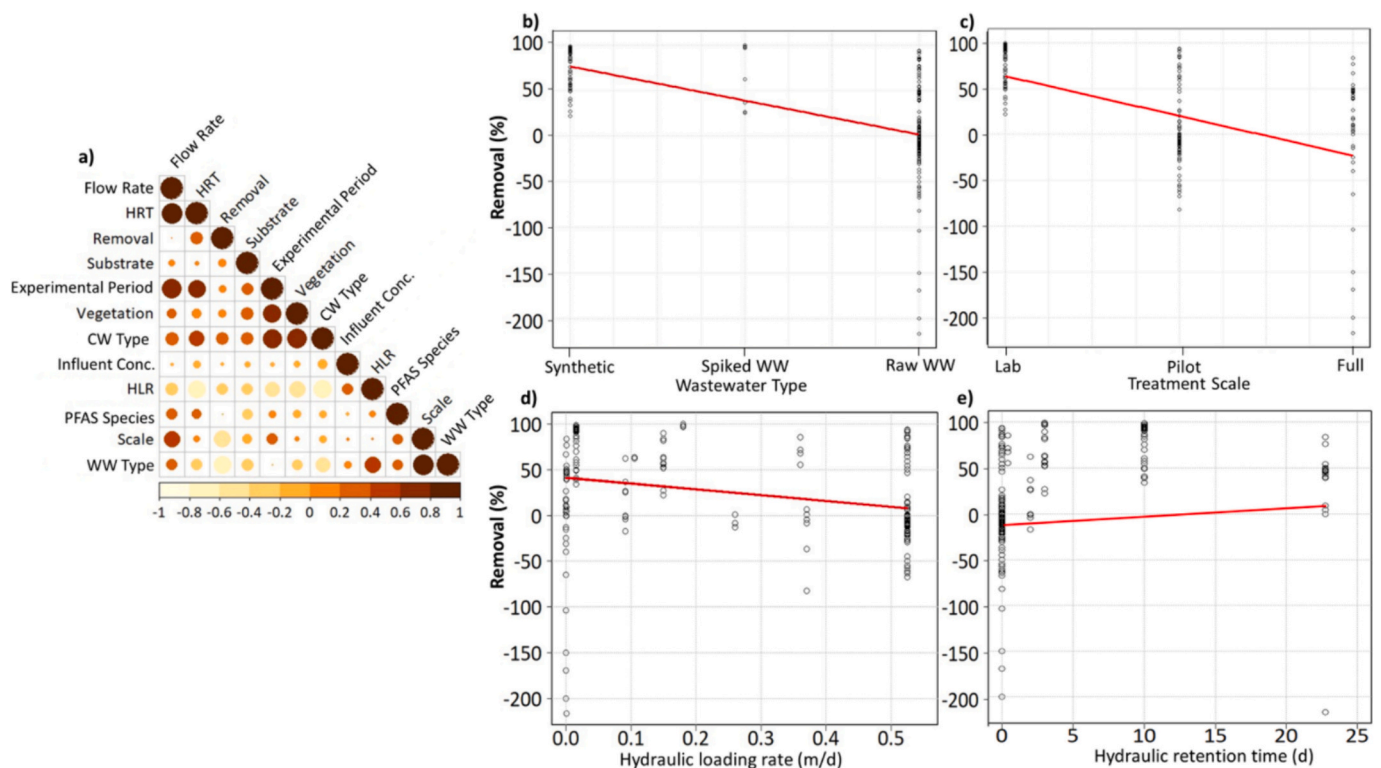 a)
Flow Rate
HRT
Removal
Substrate
Experimental Period
Vegetation
CW Type
Influent Conc.
HLR
PFAS Species
Scale
WW Type
Flow Rate
HRT
Removal
Substrate
Experimental Period
Vegetation
CW Type
Influent Conc.
HLR
PFAS Species
Scale
WW Type
-1 -0.8 -0.6 -0.4 -0.2 0 0.2 0.4 0.6 0.8 1
b)
Removal (%)
100
50
0
-50
-100
-150
-200
Synthetic Spiked WW Raw WW
Wastewater Type
c)
100
50
0
-50
-100
-150
-200
Lab Pilot Full
Treatment Scale
d)
Removal (%)
100
50
0
-50
-100
-150
-200
0.0 0.1 0.2 0.3 0.4 0.5
Hydraulic loading rate (m/d)
e)
100
50
0
-50
-100
-150
-200
0 5 10 15 20 25
Hydraulic retention time (d)